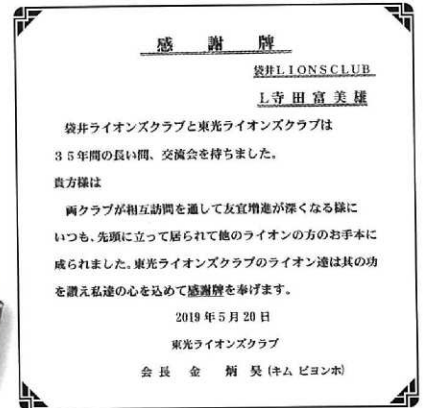 感謝牌
袋井LIONSCLUB
L寺田富美雄
袋井ライオンズクラブと東光ライオンズクラブは
35年間の長い間、交流会を持ちました。
貴方様は
両クラブが相互訪問を通して友宜増進が深くなる様に
いつも、先頭に立って居られて他のライオンの方のお手本に
成られました。東光ライオンズクラブのライオン達は其の功
を讃え私達の心を込めて感謝牌を奉げます。
2019年5月20日
東光ライオンズクラブ
会長 金 炳昊 (キム ビヨンホ)